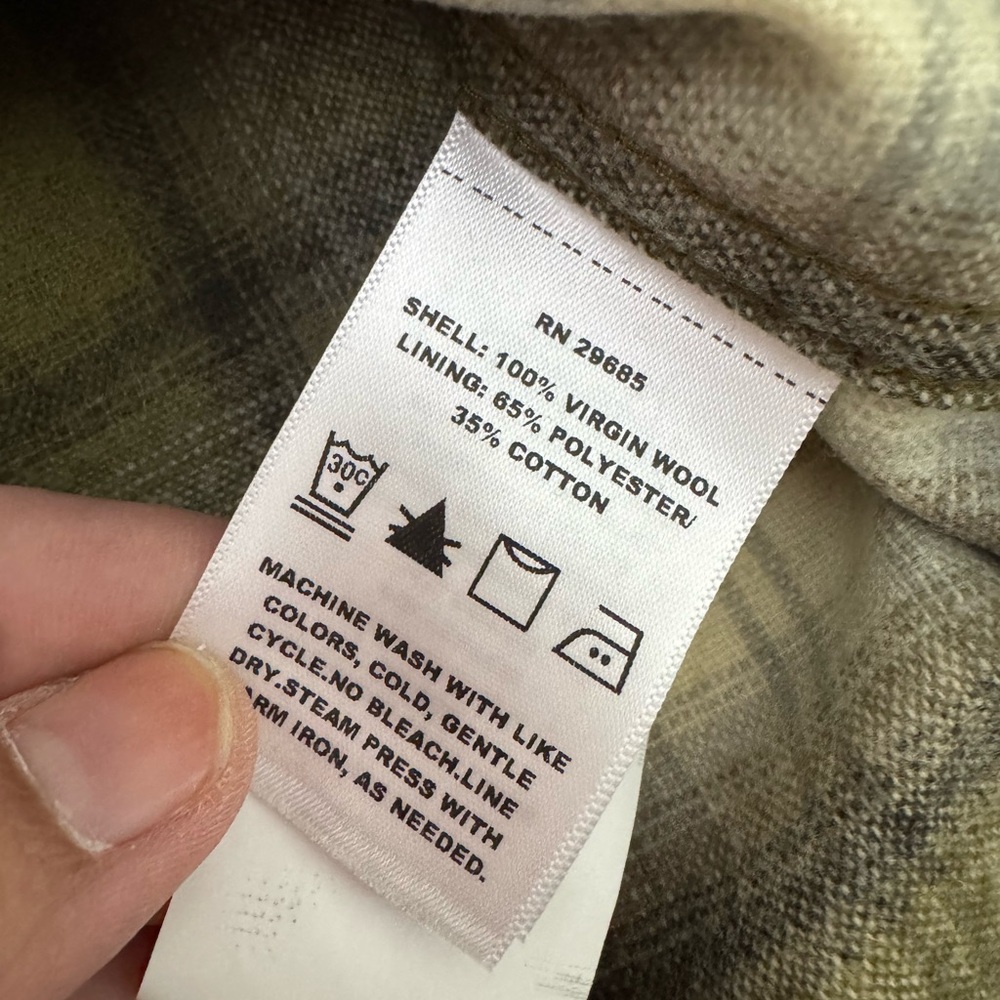 RN 29685
SHELL: 100% VIRGIN WOOL
LINING: 65% POLYESTER/
35% COTTON
30C
MACHINE WASH WITH LIKE
COLORS, COLD, GENTLE
CYCLE.NO BLEACH.LINE
DRY.STEAM PRESS WITH
ARM IRON, AS NEEDED.